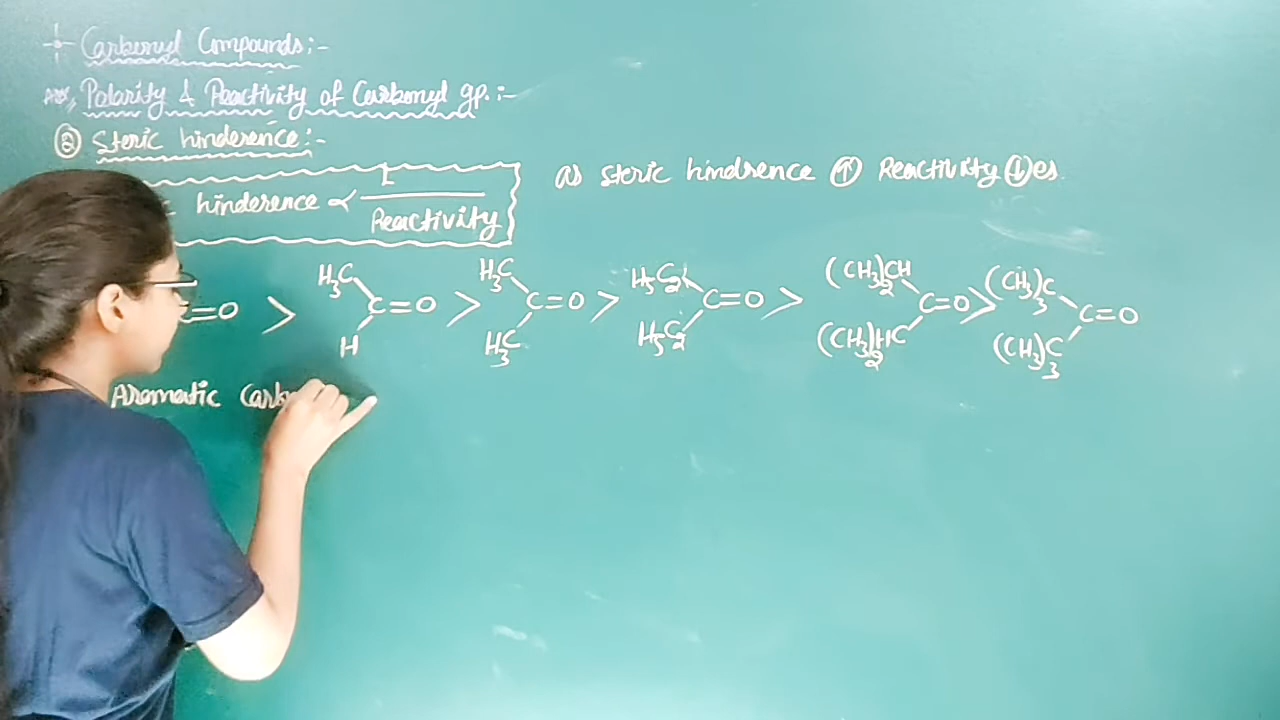 Carbonyl Compounds:-
Polarity & Reactivity of Carbonyl gp.:-
② Steric hinderence:-
hinderence ∝ 1/Reactivity
as steric hindrence ↑ Reactivity ↓es.
C=O > H₃C H C=O > H₃C H₃C C=O > H₅C₂ H₅C₂ C=O > (CH₃)₂CH (CH₃)₂HC C=O > (CH₃)₃C (CH₃)₃C C=O
Aromatic